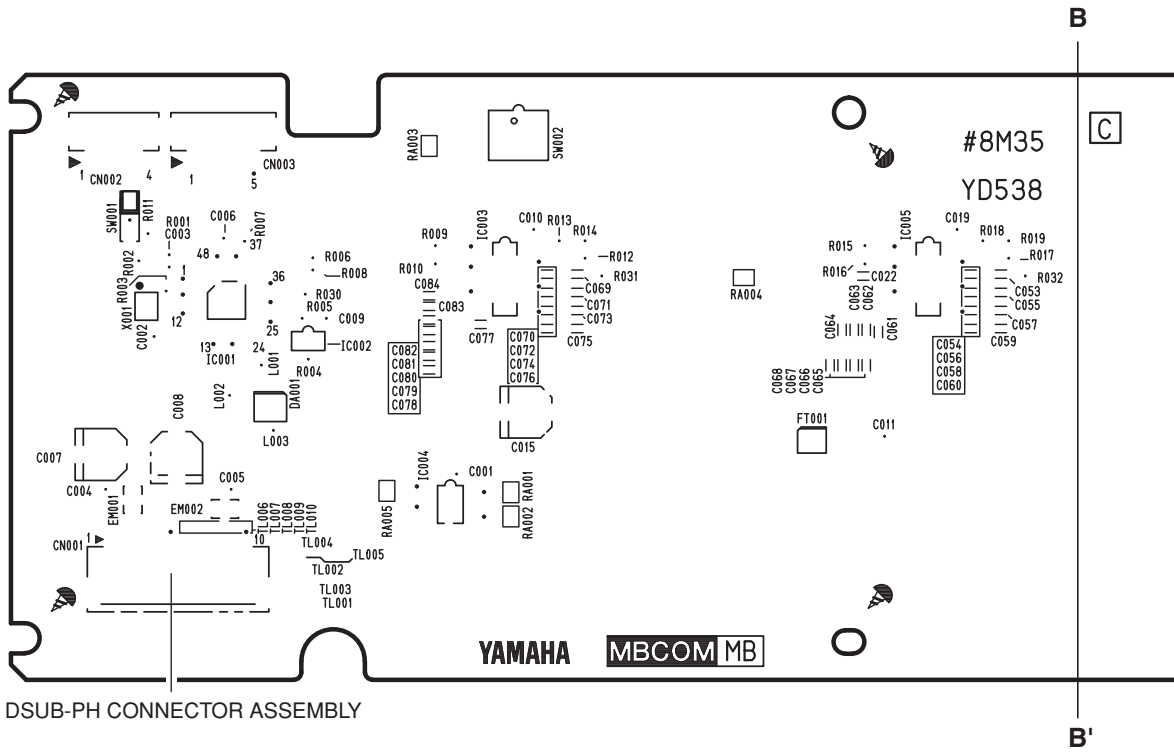 B
C
#8M35
YD538
SW002
RA003
CN003
1
4
1
5
CN002
SW001
R011
R001
C003
C006
R007
37
48
R002
R003
1
36
R006
R008
R030
R005
C009
X001
C002
12
25
13
IC001
24
L001
IC002
R004
L002
DA001
L003
C008
C007
C004
EM001
C005
EM002
TL006
TL007
TL008
TL009
TL010
CN001
1
10
TL004
TL005
TL002
TL003
TL001
R009
R010
IC003
C010
R013
R014
R012
R031
C084
C083
C069
C071
C073
C077
C075
C082
C081
C080
C079
C078
C070
C072
C074
C076
C015
IC004
C001
RA005
RA001
RA002
RA004
R015
R016
IC005
C019
R018
R019
R017
R032
C022
C063
C062
C064
C061
C053
C055
C057
C059
C054
C056
C058
C060
C068
C067
C066
C065
FT001
C011
YAMAHA
MBCOM MB
DSUB-PH CONNECTOR ASSEMBLY
B'